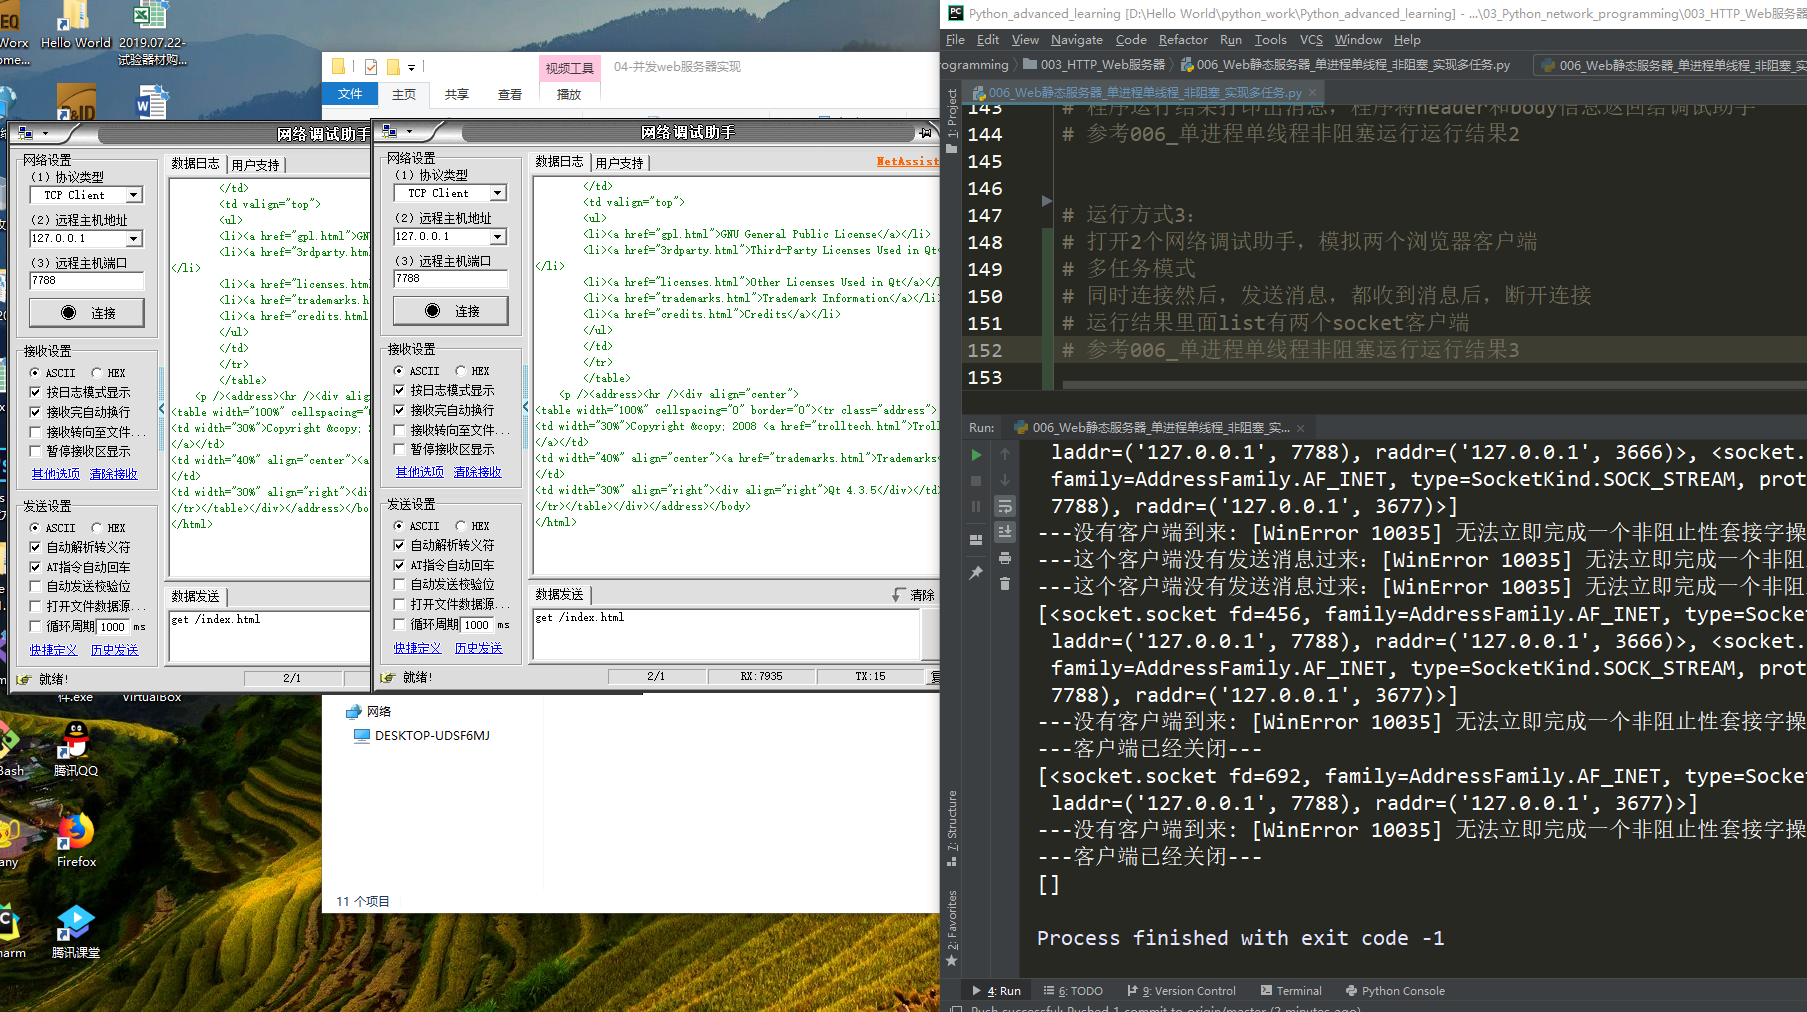 Hello World
2019.07.22-
试验器材购...
视频工具
04-并发web服务器实现
文件
主页
共享
查看
播放
网络调试助手
网络设置
(1) 协议类型
TCP Client
(2) 远程主机地址
127.0.0.1
(3) 远程主机端口
7788
连接
接收设置
ASCII
HEX
按日志模式显示
接收完自动换行
接收转向至文件...
暂停接收区显示
其他选项
清除接收
发送设置
ASCII
HEX
自动解析转义符
AT指令自动回车
自动发送校验位
打开文件数据源...
循环周期
1000
ms
快捷定义
历史发送
就绪!
数据日志
用户支持
</td>
<td valign="top">
<ul>
<li><a href="gpl.html">GN
<li><a href="3rdparty.html
</li>
<li><a href="licenses.html
<li><a href="trademarks.h
<li><a href="credits.html
</ul>
</td>
</tr>
</table>
<p /><address><hr /><div alig
<table width="100%" cellspacing="
<td width="30%">Copyright &copy; 
</a></td>
<td width="40%" align="center"><a
</td>
<td width="30%" align="right"><di
</tr></table></div></address></bo
</html>
数据发送
get /index.html
2/1
网络调试助手
网络设置
(1) 协议类型
TCP Client
(2) 远程主机地址
127.0.0.1
(3) 远程主机端口
7788
连接
接收设置
ASCII
HEX
按日志模式显示
接收完自动换行
接收转向至文件...
暂停接收区显示
其他选项
清除接收
发送设置
ASCII
HEX
自动解析转义符
AT指令自动回车
自动发送校验位
打开文件数据源...
循环周期
1000
ms
快捷定义
历史发送
就绪!
数据日志
用户支持
NetAssist
</td>
<td valign="top">
<ul>
<li><a href="gpl.html">GNU General Public License</a></li>
<li><a href="3rdparty.html">Third-Party Licenses Used in Qt<
</li>
<li><a href="licenses.html">Other Licenses Used in Qt</a></l
<li><a href="trademarks.html">Trademark Information</a></li
<li><a href="credits.html">Credits</a></li>
</ul>
</td>
</tr>
</table>
<p /><address><hr /><div align="center">
<table width="100%" cellspacing="0" border="0"><tr class="address">
<td width="30%">Copyright &copy; 2008 <a href="trolltech.html">Troll
</a></td>
<td width="40%" align="center"><a href="trademarks.html">Trademarks<
</td>
<td width="30%" align="right"><div align="right">Qt 4.3.5</div></td>
</tr></table></div></address></body>
</html>
数据发送
清除
get /index.html
2/1
RX:7935
TX:15
件.exe
VirtualBox
腾讯QQ
Firefox
腾讯课堂
网络
DESKTOP-UDSF6MJ
11 个项目
Python_advanced_learning [D:\Hello World\python_work\Python_advanced_learning] - ...\03_Python_network_programming\003_HTTP_Web服务器
File Edit View Navigate Code Refactor Run Tools VCS Window Help
rogramming
003_HTTP_Web服务器
006_Web静态服务器_单进程单线程_非阻塞_实现多任务.py
006_Web静态服务器_单进程单线程_非阻塞_实
006_Web静态服务器_单进程单线程_非阻塞_实现多任务.py
1: Project
143 # 程序运行结果打印出消息，程序将header和body信息返回给调试助手
144 # 参考006_单进程单线程非阻塞运行运行结果2
145
146
147 # 运行方式3:
148 # 打开2个网络调试助手，模拟两个浏览器客户端
149 # 多任务模式
150 # 同时连接然后，发送消息，都收到消息后，断开连接
151 # 运行结果里面list有两个socket客户端
152 # 参考006_单进程单线程非阻塞运行运行结果3
153
Run:
006_Web静态服务器_单进程单线程_非阻塞_实...
laddr=('127.0.0.1', 7788), raddr=('127.0.0.1', 3666)>, <socket.
family=AddressFamily.AF_INET, type=SocketKind.SOCK_STREAM, prot
7788), raddr=('127.0.0.1', 3677)>]
---没有客户端到来: [WinError 10035] 无法立即完成一个非阻止性套接字操
---这个客户端没有发送消息过来: [WinError 10035] 无法立即完成一个非阻
---这个客户端没有发送消息过来: [WinError 10035] 无法立即完成一个非阻
[<socket.socket fd=456, family=AddressFamily.AF_INET, type=Socke
laddr=('127.0.0.1', 7788), raddr=('127.0.0.1', 3666)>, <socket.
family=AddressFamily.AF_INET, type=SocketKind.SOCK_STREAM, prot
7788), raddr=('127.0.0.1', 3677)>]
---没有客户端到来: [WinError 10035] 无法立即完成一个非阻止性套接字操
---客户端已经关闭---
[<socket.socket fd=692, family=AddressFamily.AF_INET, type=Socke
laddr=('127.0.0.1', 7788), raddr=('127.0.0.1', 3677)>]
---没有客户端到来: [WinError 10035] 无法立即完成一个非阻止性套接字操
---客户端已经关闭---
[]
Process finished with exit code -1
7: Structure
2: Favorites
4: Run
6: TODO
9: Version Control
Terminal
Python Console
Push successful: Pushed 1 commit to origin/master (2 minutes ago)